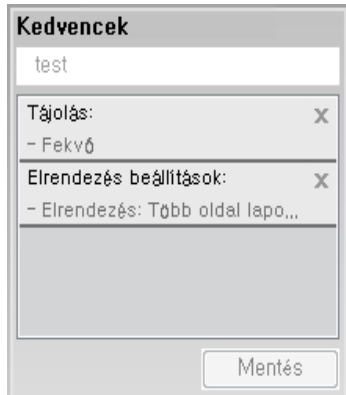 Kedvencek
test
Tájolás: X
- Fekvő
Elrendezés beállítások: X
- Elrendezés: Több oldal lapo...
Mentés